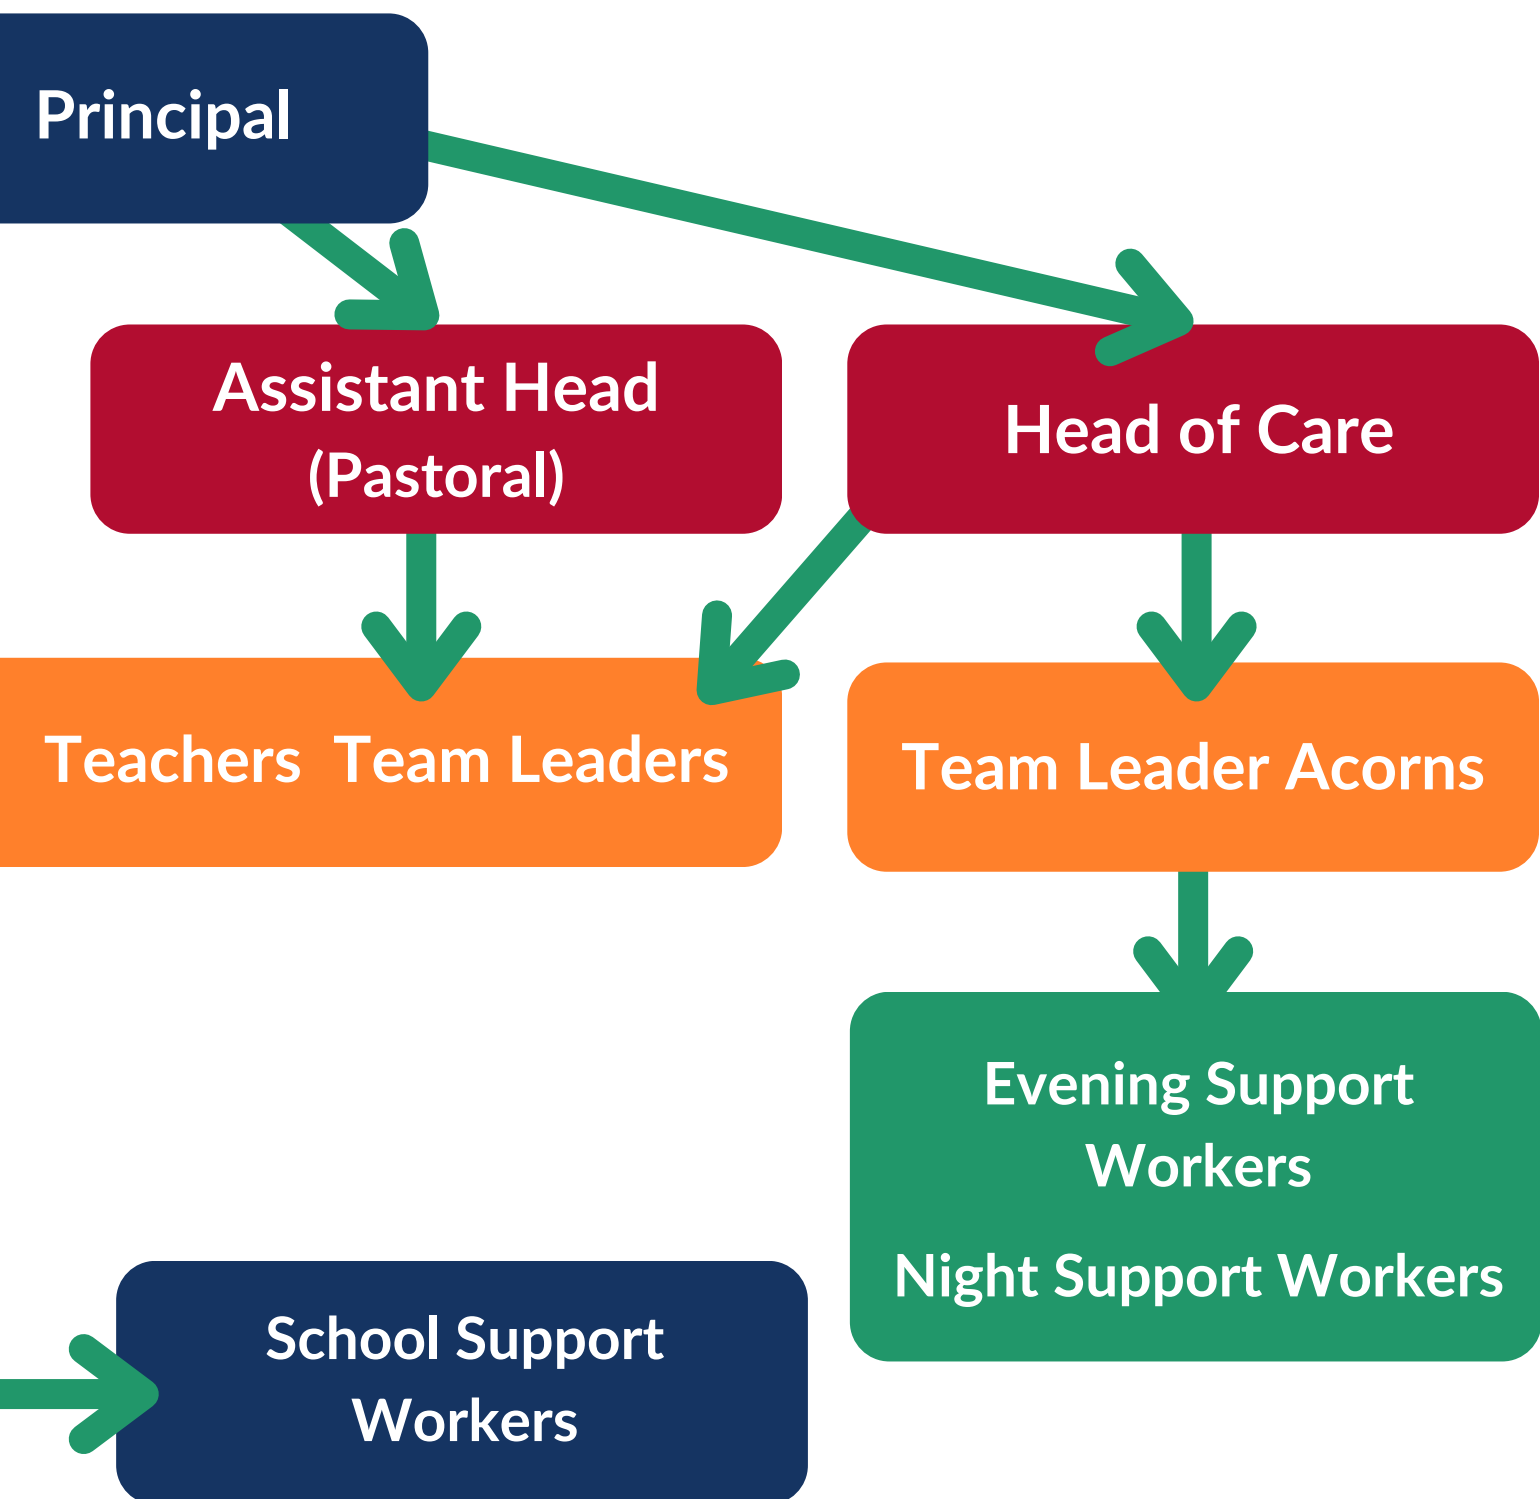 Principal
Assistant Head
(Pastoral)
Head of Care
Teachers  Team Leaders
Team Leader Acorns
Evening Support
Workers
Night Support Workers
School Support
Workers